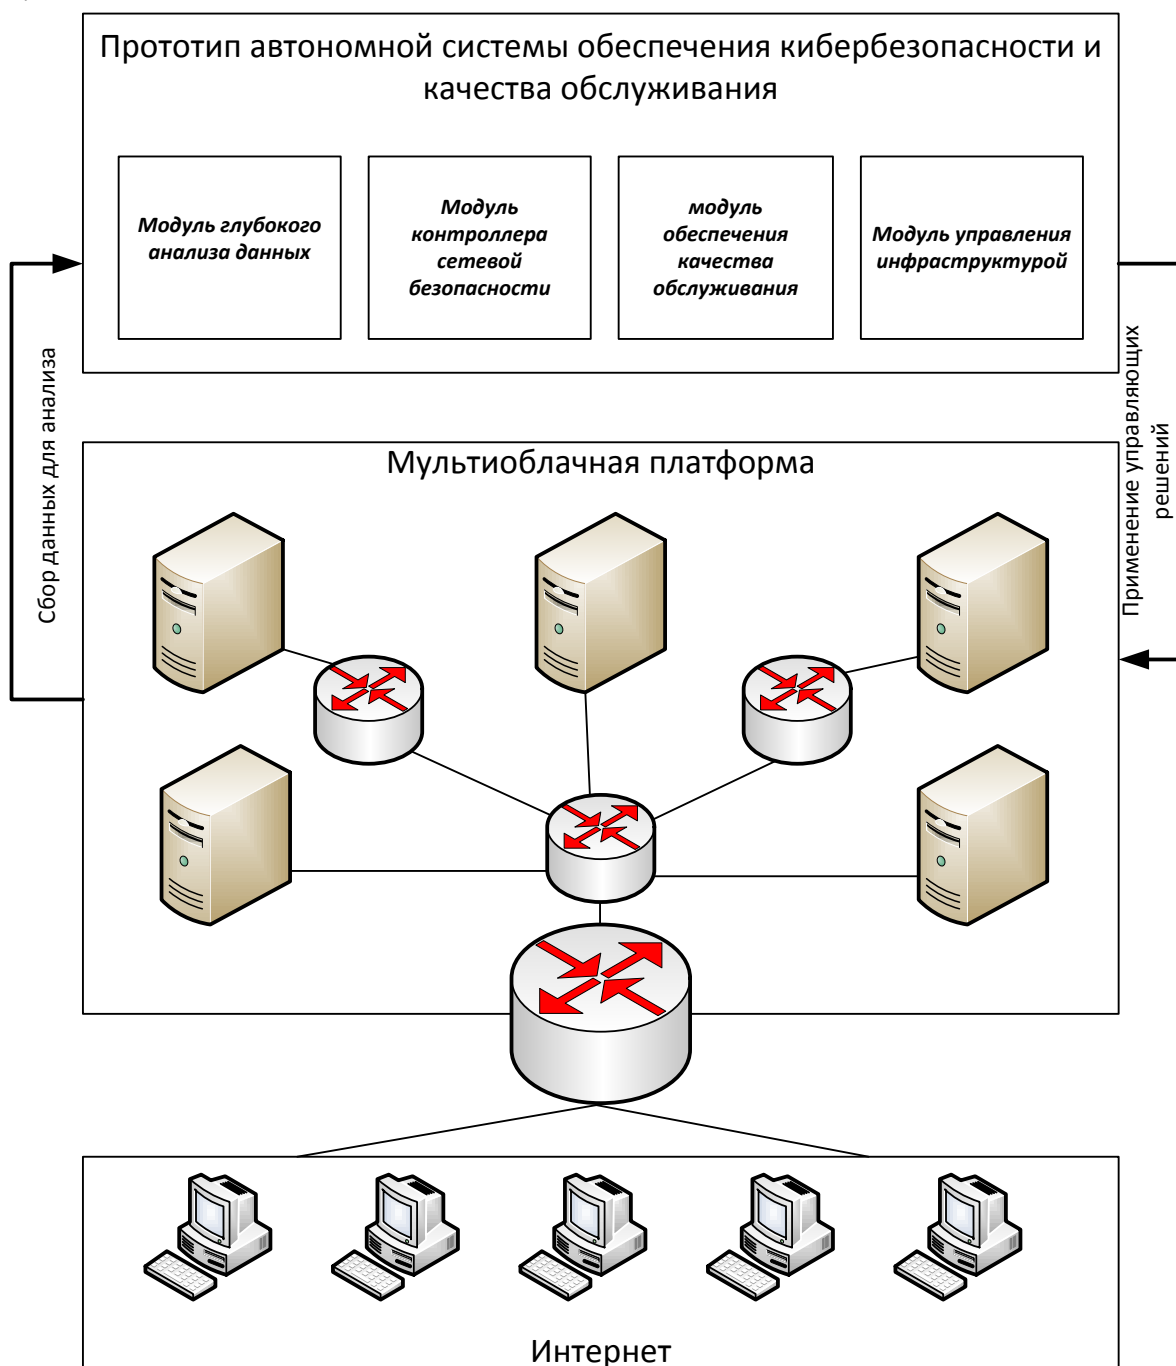 Прототип автономной системы обеспечения кибербезопасности и
качества обслуживания
Модуль глубокого
анализа данных
Модуль
контроллера
сетевой
безопасности
модуль
обеспечения
качества
обслуживания
Модуль управления
инфраструктурой
Сбор данных для анализа
Применение управляющих
решений
Мультиоблачная платформа
Интернет